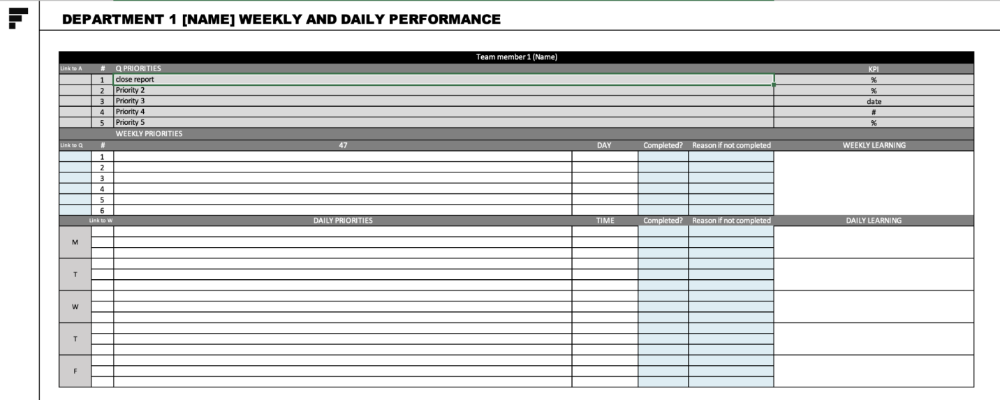 DEPARTMENT 1 [NAME] WEEKLY AND DAILY PERFORMANCE
Team member 1 (Name)
Link to A # Q PRIORITIES KPI
1 close report %
2 Priority 2 %
3 Priority 3 date
4 Priority 4 #
5 Priority 5 %
WEEKLY PRIORITIES
Link to Q # 47 DAY Completed? Reason if not completed WEEKLY LEARNING
1
2
3
4
5
6
Link to W DAILY PRIORITIES TIME Completed? Reason if not completed DAILY LEARNING
M
T
W
T
F